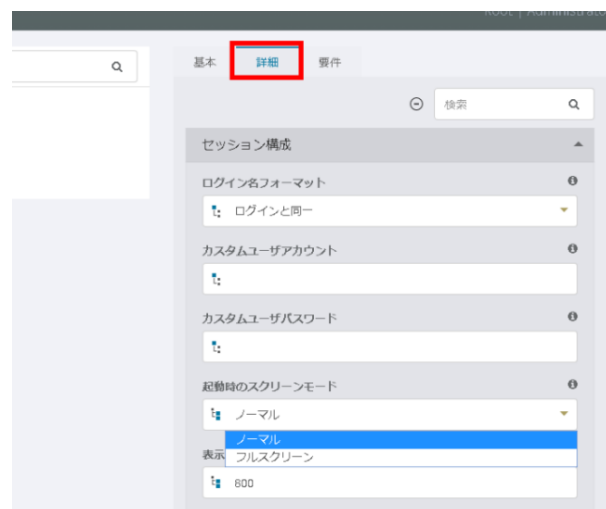 Root | Administrato
基本 詳細 要件
検索
セッション構成
ログイン名フォーマット
ログインと同一
カスタムユーザアカウント
カスタムユーザパスワード
起動時のスクリーンモード
ノーマル
ノーマル
フルスクリーン
表示
600